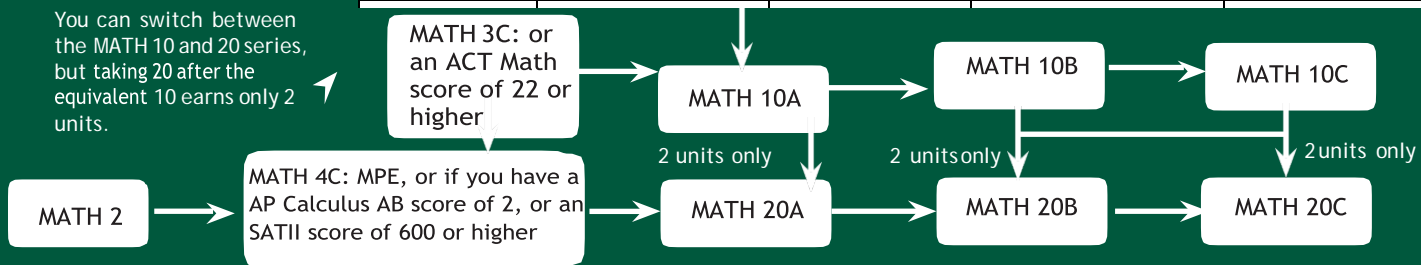 You can switch between
the MATH 10 and 20 series,
but taking 20 after the
equivalent 10 earns only 2
units.
MATH 3C: or
an ACT Math
score of 22 or
higher
MATH 10A
MATH 10B
MATH 10C
2 units only
2 units only
2 units only
MATH 2
MATH 4C: MPE, or if you have a
AP Calculus AB score of 2, or an
SATII score of 600 or higher
MATH 20A
MATH 20B
MATH 20C